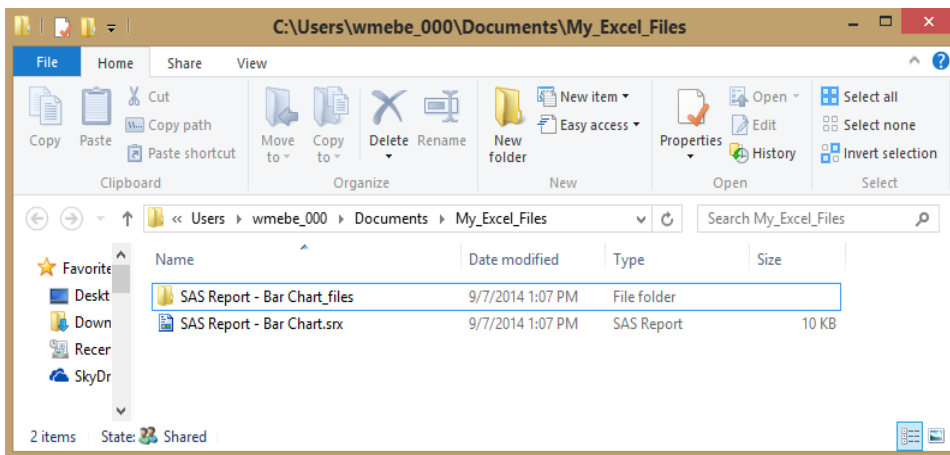 C:\Users\wmebe_000\Documents\My_Excel_Files
File Home Share View
Copy
Paste
Cut
Copy path
Paste shortcut
Clipboard
Move to
Copy to
Delete
Rename
Organize
New folder
New item
Easy access
New
Properties
Open
Edit
History
Open
Select all
Select none
Invert selection
Select
« Users wmebe_000 Documents My_Excel_Files
Search My_Excel_Files
Favorite
Deskt
Down
Recer
SkyDr
Name Date modified Type Size
SAS Report - Bar Chart_files 9/7/2014 1:07 PM File folder
SAS Report - Bar Chart.srx 9/7/2014 1:07 PM SAS Report 10 KB
2 items State: Shared